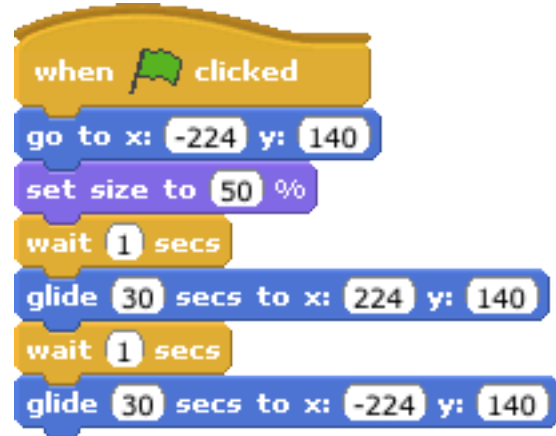 when clicked
go to x: -224 y: 140
set size to 50 %
wait 1 secs
glide 30 secs to x: 224 y: 140
wait 1 secs
glide 30 secs to x: -224 y: 140